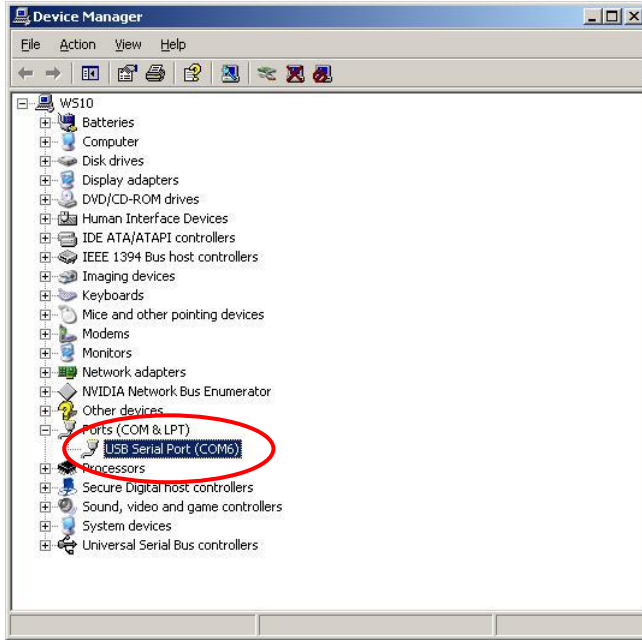 Device Manager
File Action View Help
WS10
Batteries
Computer
Disk drives
Display adapters
DVD/CD-ROM drives
Human Interface Devices
IDE ATA/ATAPI controllers
IEEE 1394 Bus host controllers
Imaging devices
Keyboards
Mice and other pointing devices
Modems
Monitors
Network adapters
NVIDIA Network Bus Enumerator
Other devices
Ports (COM & LPT)
USB Serial Port (COM6)
Processors
Secure Digital host controllers
Sound, video and game controllers
System devices
Universal Serial Bus controllers